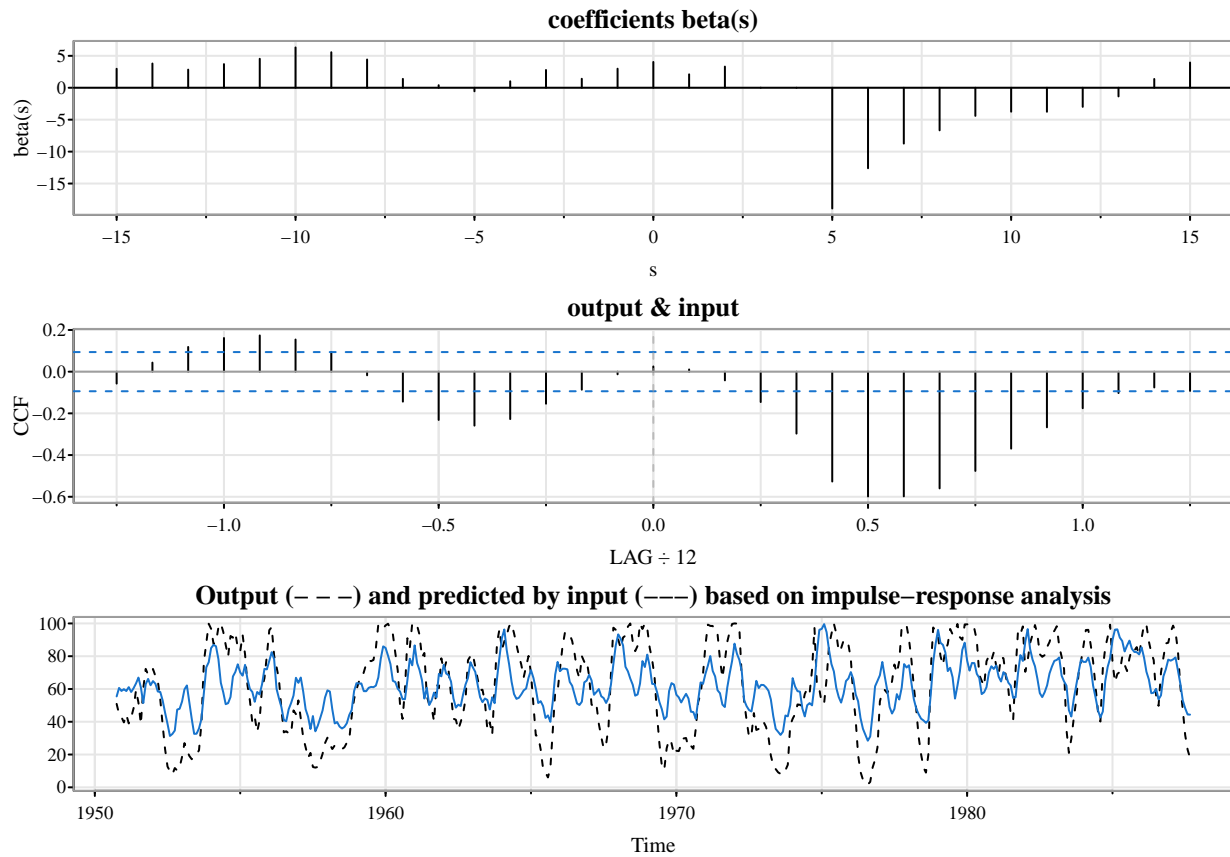 coefficients beta(s)
5
0
−5
−10
−15
beta(s)
−15 −10 −5 0 5 10 15
s
output & input
0.2
0.0
−0.2
−0.4
−0.6
CCF
−1.0 −0.5 0.0 0.5 1.0
LAG ÷ 12
Output (− − −) and predicted by input (−−−) based on impulse−response analysis
100
80
60
40
20
0
1950 1960 1970 1980
Time